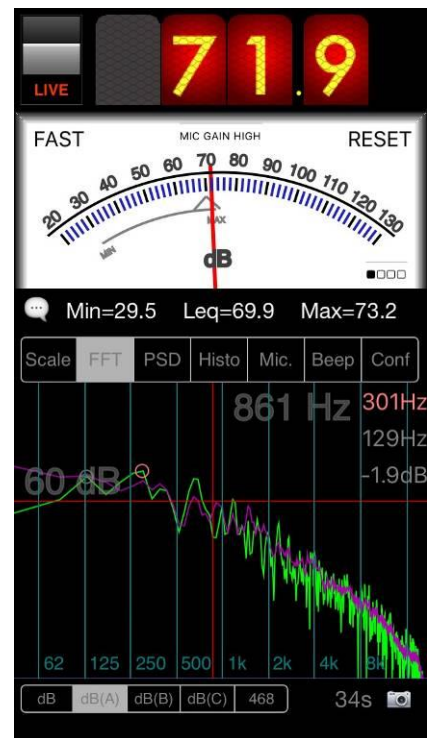 71.9
LIVE
FAST MIC GAIN HIGH RESET
20 30 40 50 60 70 80 90 100 110 120 130
MIN MAX
dB
Min=29.5 Leq=69.9 Max=73.2
Scale FFT PSD Histo Mic. Beep Conf
861 Hz 301Hz
129Hz
60 dB -1.9dB
62 125 250 500 1k 2k 4k 8k
dB dB(A) dB(B) dB(C) 468 34s